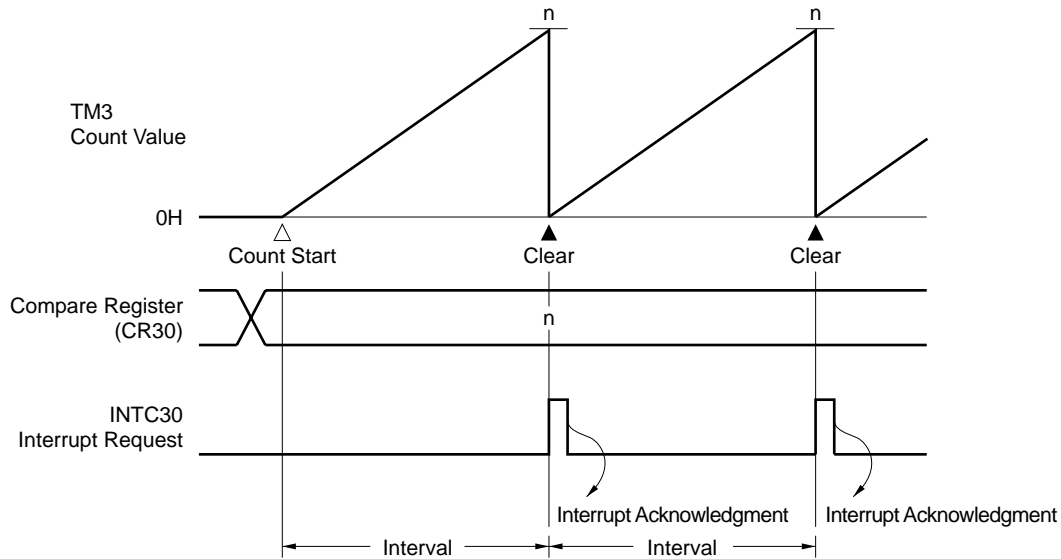 n
n
TM3
Count Value
0H
Count Start
Clear
Clear
Compare Register
(CR30)
n
INTC30
Interrupt Request
Interrupt Acknowledgment
Interrupt Acknowledgment
Interval
Interval